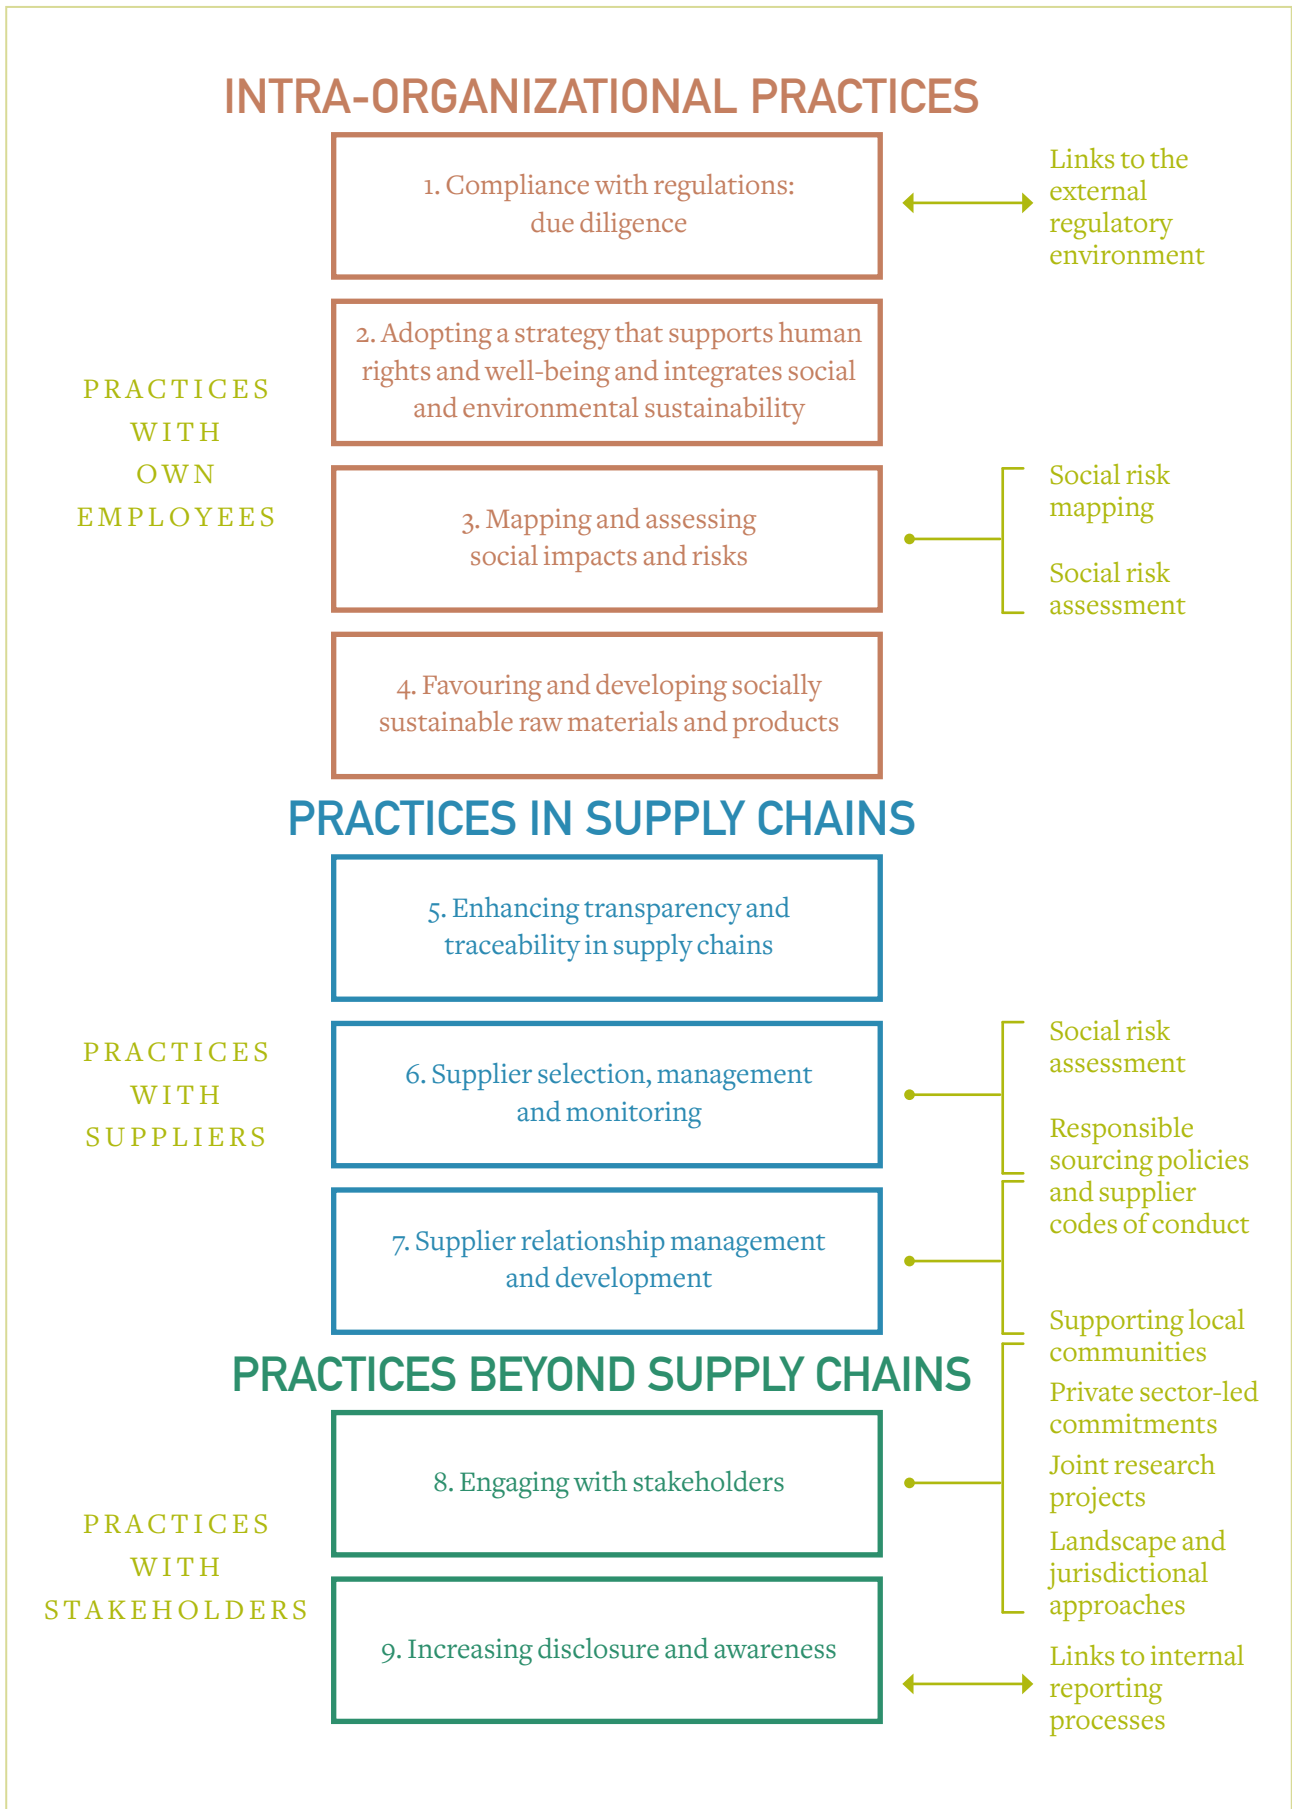 INTRA-ORGANIZATIONAL PRACTICES
1. Compliance with regulations:
due diligence
Links to the
external
regulatory
environment
PRACTICES
WITH
OWN
EMPLOYEES
2. Adopting a strategy that supports human
rights and well-being and integrates social
and environmental sustainability
3. Mapping and assessing
social impacts and risks
Social risk
mapping
Social risk
assessment
4. Favouring and developing socially
sustainable raw materials and products
PRACTICES IN SUPPLY CHAINS
5. Enhancing transparency and
traceability in supply chains
PRACTICES
WITH
SUPPLIERS
6. Supplier selection, management
and monitoring
Social risk
assessment
Responsible
sourcing policies
and supplier
codes of conduct
7. Supplier relationship management
and development
Supporting local
communities
PRACTICES BEYOND SUPPLY CHAINS
8. Engaging with stakeholders
Private sector-led
commitments
Joint research
projects
Landscape and
jurisdictional
approaches
PRACTICES
WITH
STAKEHOLDERS
9. Increasing disclosure and awareness
Links to internal
reporting
processes